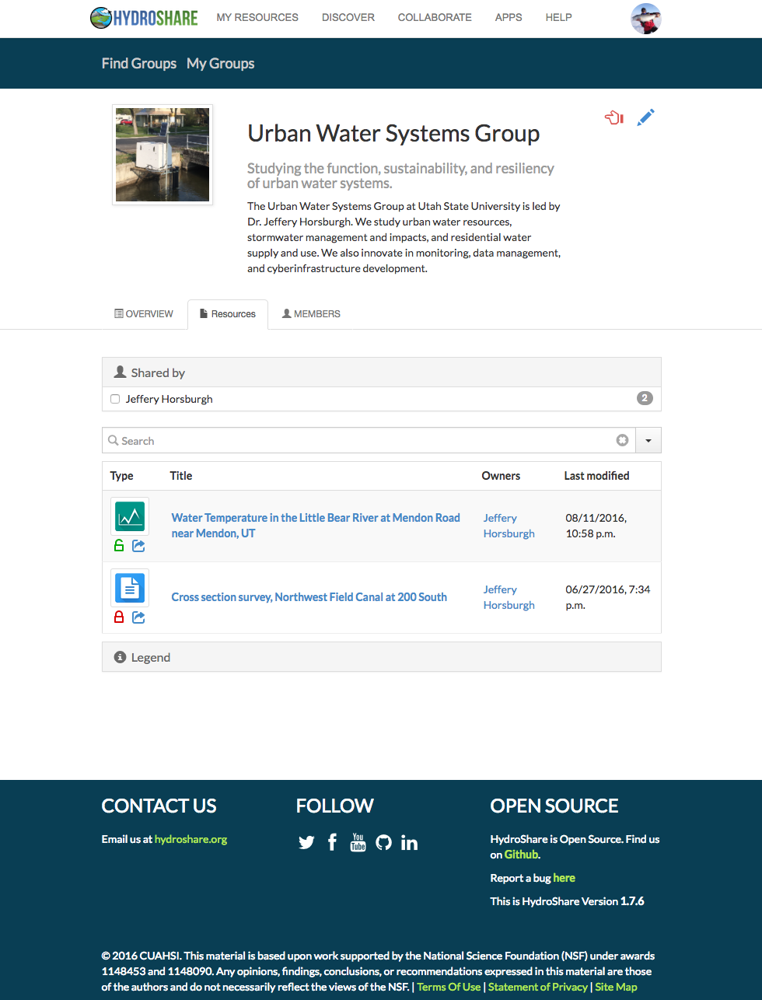 HYDROSHARE MY RESOURCES DISCOVER COLLABORATE APPS HELP
Find Groups My Groups
Urban Water Systems Group
Studying the function, sustainability, and resiliency
of urban water systems.
The Urban Water Systems Group at Utah State University is led by
Dr. Jeffery Horsburgh. We study urban water resources,
stormwater management and impacts, and residential water
supply and use. We also innovate in monitoring, data management,
and cyberinfrastructure development.
OVERVIEW Resources MEMBERS
Shared by
Jeffery Horsburgh 2
Search
Type Title Owners Last modified
Water Temperature in the Little Bear River at Mendon Road
near Mendon, UT
Jeffery
Horsburgh
08/11/2016,
10:58 p.m.
Cross section survey, Northwest Field Canal at 200 South
Jeffery
Horsburgh
06/27/2016, 7:34
p.m.
Legend
CONTACT US
Email us at hydroshare.org
FOLLOW
You
Tube
in
OPEN SOURCE
HydroShare is Open Source. Find us
on Github.
Report a bug here
This is HydroShare Version 1.7.6
© 2016 CUAHSI. This material is based upon work supported by the National Science Foundation (NSF) under awards
1148453 and 1148090. Any opinions, findings, conclusions, or recommendations expressed in this material are those
of the authors and do not necessarily reflect the views of the NSF. | Terms Of Use | Statement of Privacy | Site Map